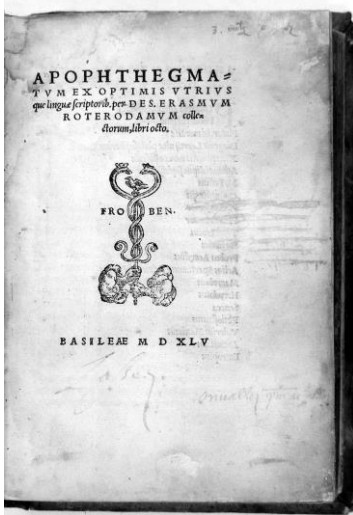 APOPHTHEGMA=
TVM EX OPTIMIS VTRIVS
que linguæ scriptorib. per DES. ERASMVM
ROTERODAMVM colle=
ctorum, libri octo.
FRO BEN.
BASILEAE M D XLV